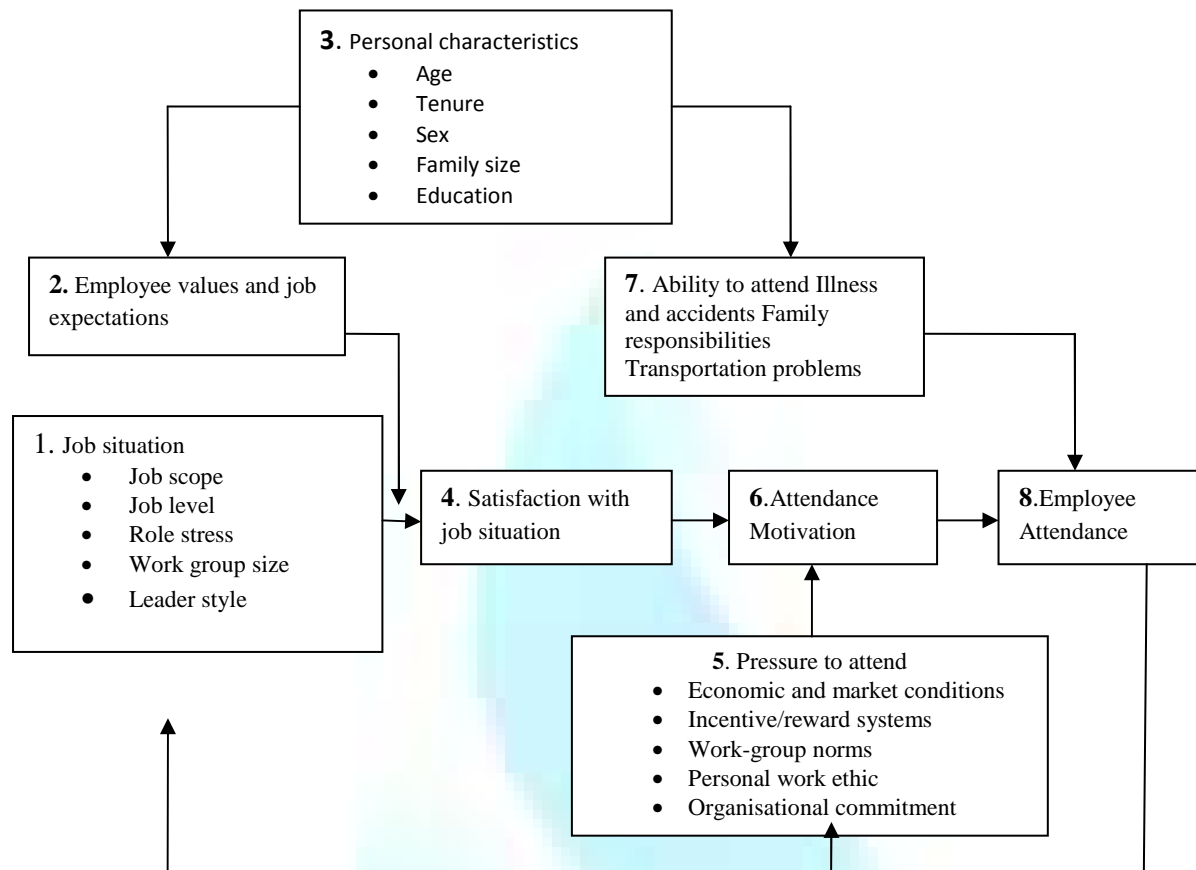 3. Personal characteristics
• Age
• Tenure
• Sex
• Family size
• Education
2. Employee values and job
expectations
7. Ability to attend Illness
and accidents Family
responsibilities
Transportation problems
1. Job situation
• Job scope
• Job level
• Role stress
• Work group size
• Leader style
4. Satisfaction with
job situation
6.Attendance
Motivation
8.Employee
Attendance
5. Pressure to attend
• Economic and market conditions
• Incentive/reward systems
• Work-group norms
• Personal work ethic
• Organisational commitment